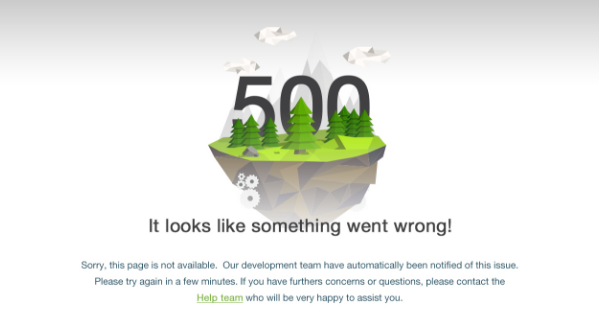 500
It looks like something went wrong!
Sorry, this page is not available. Our development team have automatically been notified of this issue.
Please try again in a few minutes. If you have furthers concerns or questions, please contact the
Help team who will be very happy to assist you.